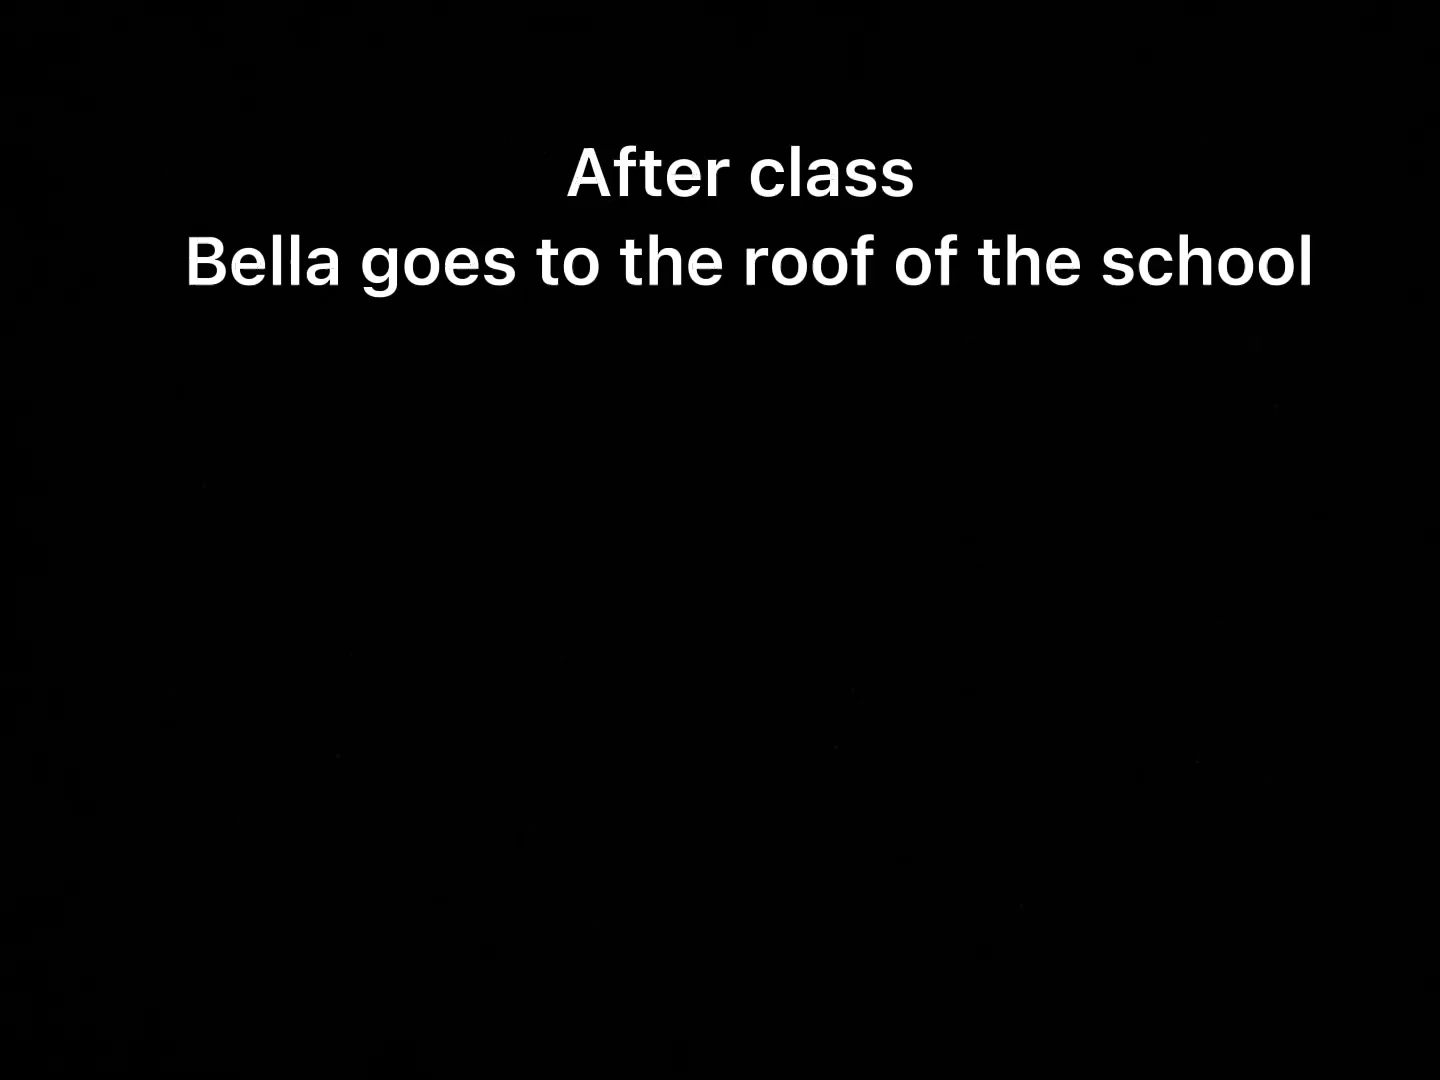 After class
Bella goes to the roof of the school